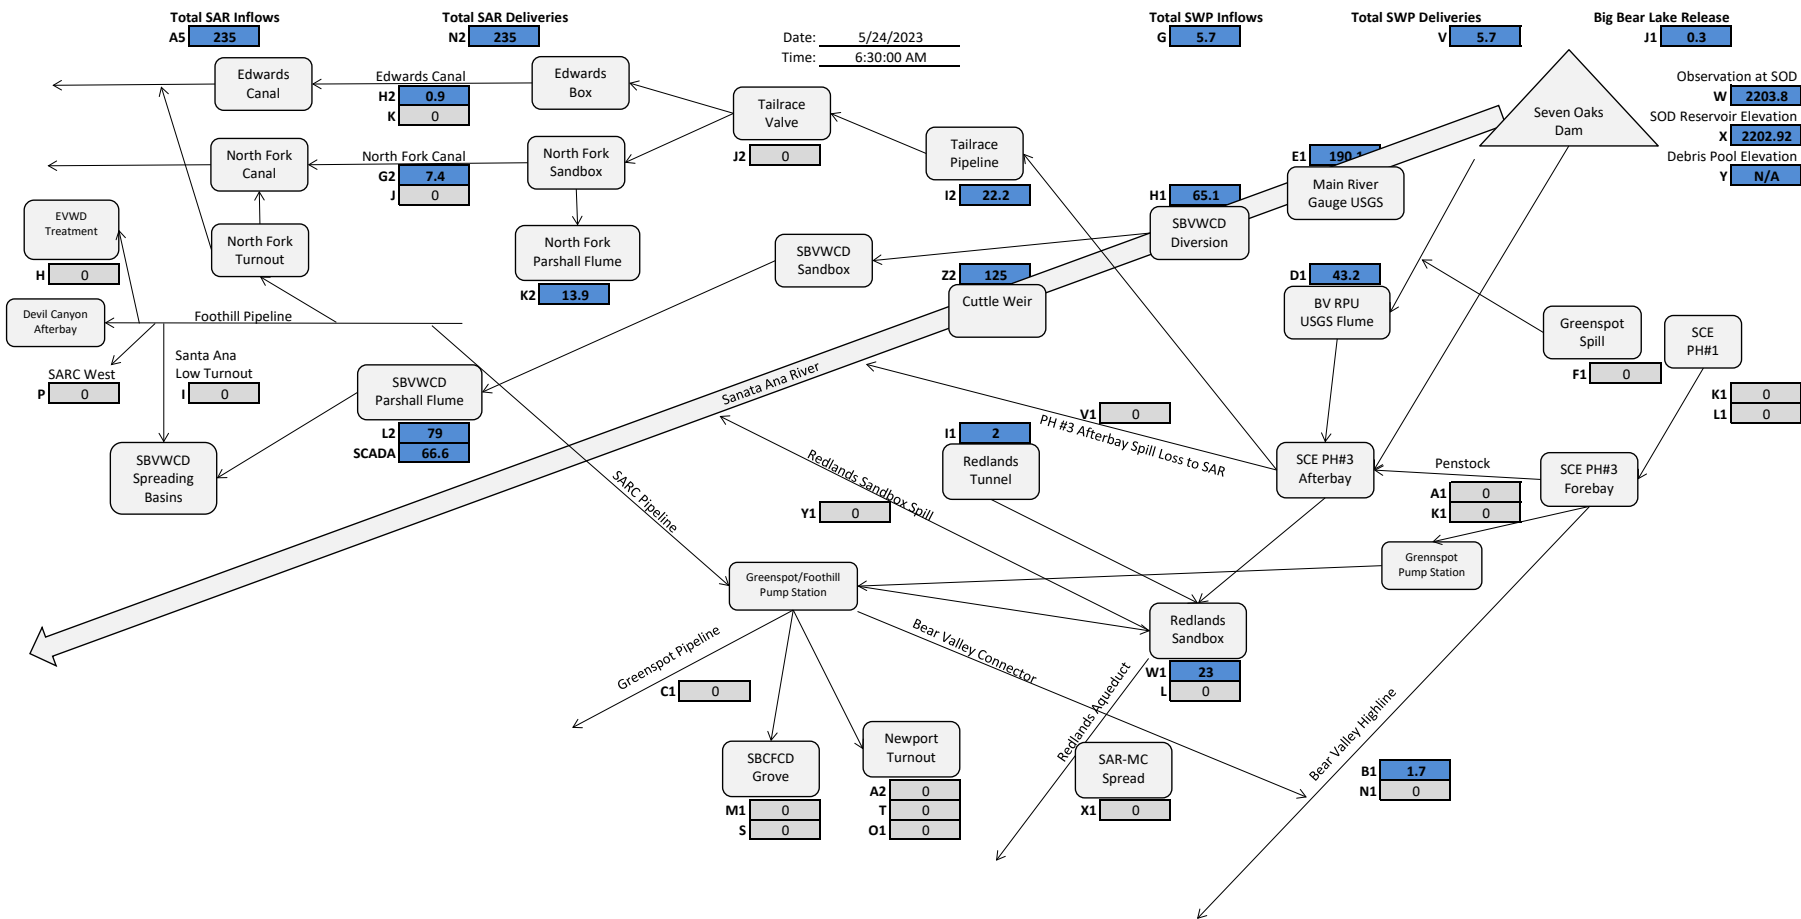 Total SAR Inflows
A5 235
Total SAR Deliveries
N2 235
Date: 5/24/2023
Time: 6:30:00 AM
Total SWP Inflows
G 5.7
Total SWP Deliveries
V 5.7
Big Bear Lake Release
J1 0.3
Observation at SOD
W 2203.8
SOD Reservoir Elevation
X 2202.92
Debris Pool Elevation
Y N/A
Seven Oaks
Dam
Edwards
Canal
Edwards Canal
H2 0.9
K 0
Edwards
Box
Tailrace
Valve
J2 0
Tailrace
Pipeline
I2 22.2
E1 190.1
Main River
Gauge USGS
H1 65.1
SBVWCD
Diversion
North Fork
Canal
North Fork Canal
G2 7.4
J 0
North Fork
Sandbox
EVWD
Treatment
H 0
North Fork
Turnout
North Fork
Parshall Flume
K2 13.9
SBVWCD
Sandbox
Z2 125
Cuttle Weir
D1 43.2
BV RPU
USGS Flume
Greenspot
Spill
F1 0
SCE
PH#1
K1 0
L1 0
Devil Canyon
Afterbay
Foothill Pipeline
SARC West
P 0
Santa Ana
Low Turnout
I 0
SBVWCD
Parshall Flume
L2 79
SCADA 66.6
SBVWCD
Spreading
Basins
Sanata Ana River
V1 0
PH #3 Afterbay Spill Loss to SAR
I1 2
Redlands
Tunnel
Redlands Sandbox Spill
Y1 0
SARC Pipeline
SCE PH#3
Afterbay
Penstock
A1 0
K1 0
SCE PH#3
Forebay
Grennspot
Pump Station
Greenspot/Foothill
Pump Station
Redlands
Sandbox
W1 23
L 0
Greenspot Pipeline
C1 0
Bear Valley Connector
Redlands Aqueduct
Bear Valley Highline
SBCFCD
Grove
M1 0
S 0
Newport
Turnout
A2 0
T 0
O1 0
SAR-MC
Spread
X1 0
B1 1.7
N1 0